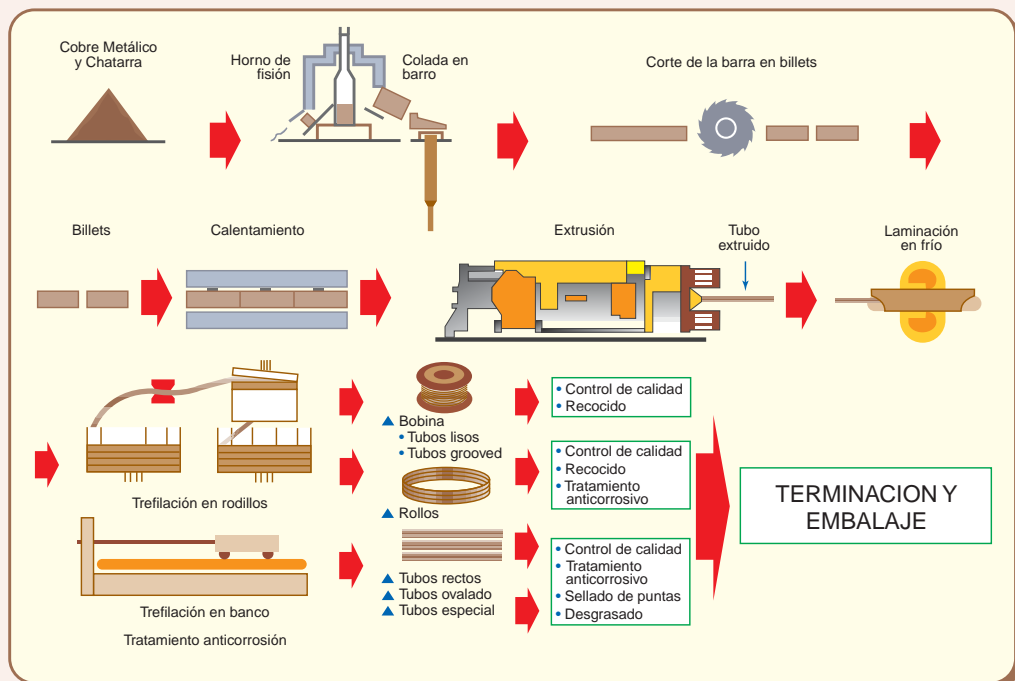 Cobre Metálico
y Chatarra
Horno de
fisión
Colada en
barro
Corte de la barra en billets
Billets
Calentamiento
Extrusión
Tubo
extruido
Laminación
en frío
Trefilación en rodillos
▲ Bobina
• Tubos lisos
• Tubos grooved
• Control de calidad
• Recocido
▲ Rollos
• Control de calidad
• Recocido
• Tratamiento
anticorrosivo
Trefilación en banco
Tratamiento anticorrosión
▲ Tubos rectos
▲ Tubos ovalado
▲ Tubos especial
• Control de calidad
• Tratamiento
anticorrosivo
• Sellado de puntas
• Desgrasado
TERMINACION Y
EMBALAJE